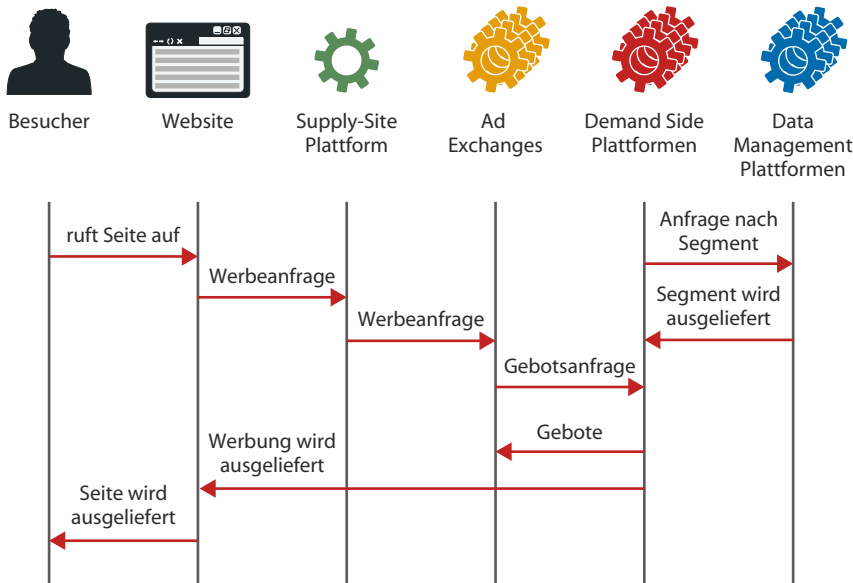 Besucher
Website
Supply-Site
Plattform
Ad
Exchanges
Demand Side
Plattformen
Data
Management
Plattformen
ruft Seite auf
Anfrage nach
Segment
Werbeanfrage
Segment wird
ausgeliefert
Werbeanfrage
Gebotsanfrage
Gebote
Werbung wird
ausgeliefert
Seite wird
ausgeliefert